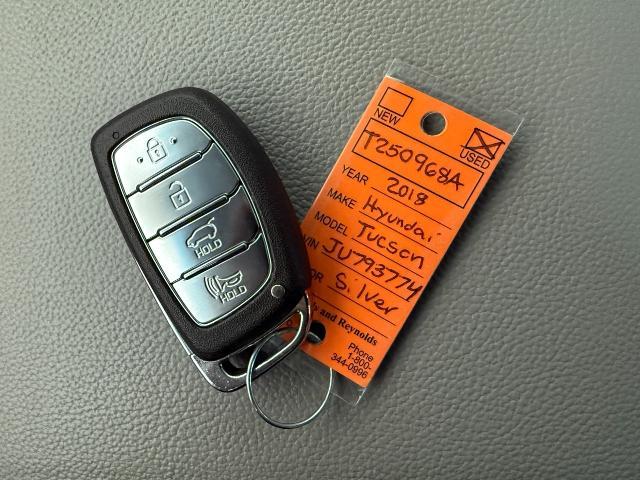 HOLD
HOLD
NEW
USED
T250968A
YEAR 2018
MAKE Hyundai
MODEL Tucson
VIN JU793774
OR Silver
and Reynolds
Phone
1-800-
344-0996